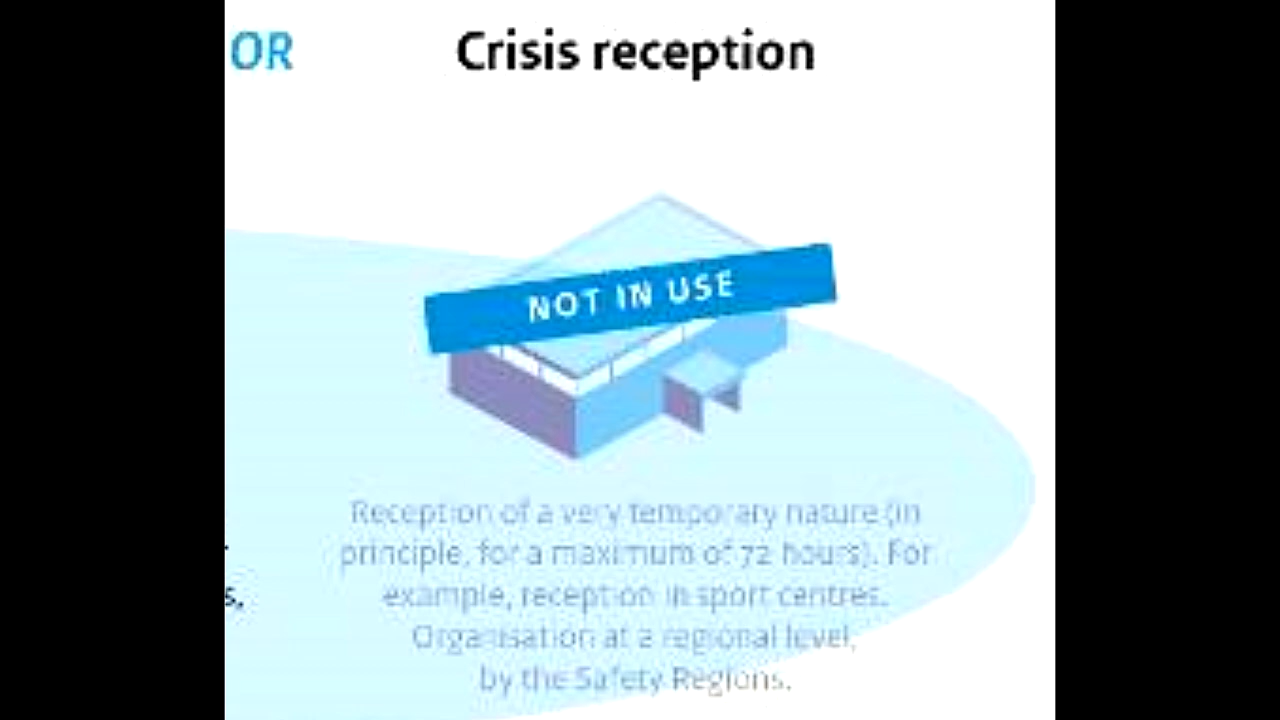 OR
Crisis reception
NOT IN USE
Reception of a very temporary nature (in
principle, for a maximum of 72 hours). For
s,
example, reception in sport centres.
Organisation at a regional level,
by the Safety Regions.